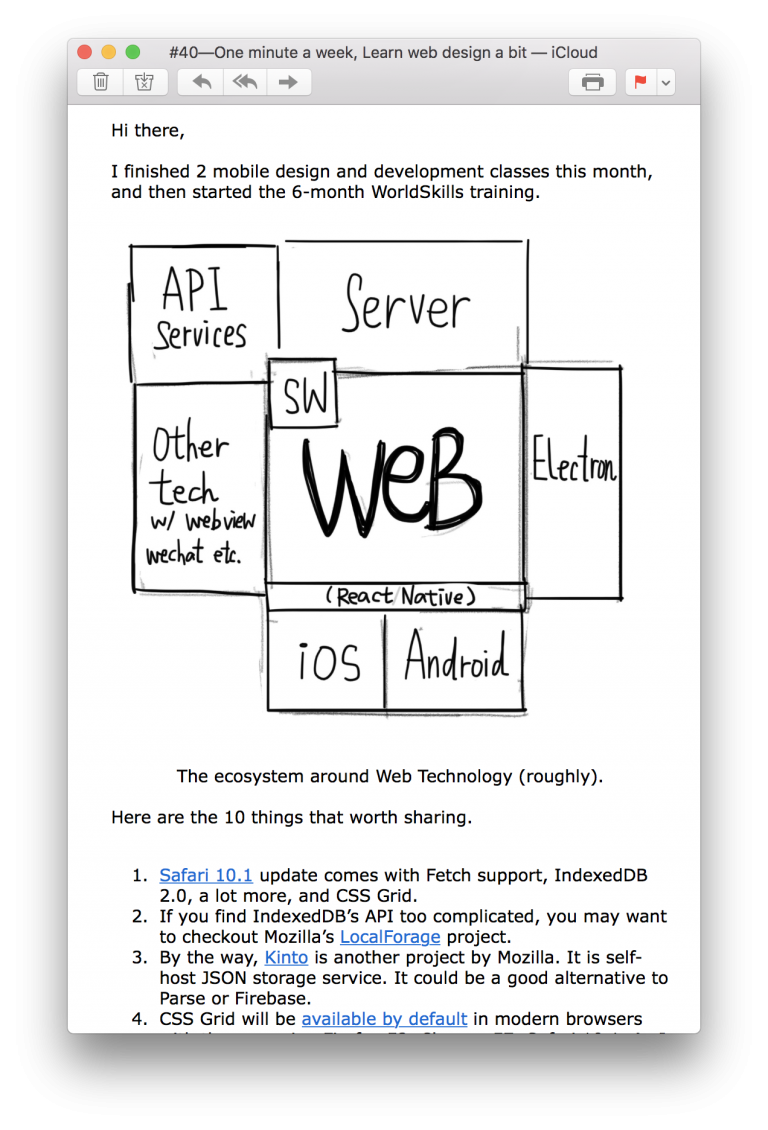 #40—One minute a week, Learn web design a bit — iCloud
Hi there,
I finished 2 mobile design and development classes this month,
and then started the 6-month WorldSkills training.
API
Services
Server
SW
WeB
Other
tech
w/ webview
wechat etc.
Electron
(React Native)
iOS
Android
The ecosystem around Web Technology (roughly).
Here are the 10 things that worth sharing.
1. Safari 10.1 update comes with Fetch support, IndexedDB
2.0, a lot more, and CSS Grid.
2. If you find IndexedDB’s API too complicated, you may want
to checkout Mozilla’s LocalForage project.
3. By the way, Kinto is another project by Mozilla. It is self-
host JSON storage service. It could be a good alternative to
Parse or Firebase.
4. CSS Grid will be available by default in modern browsers